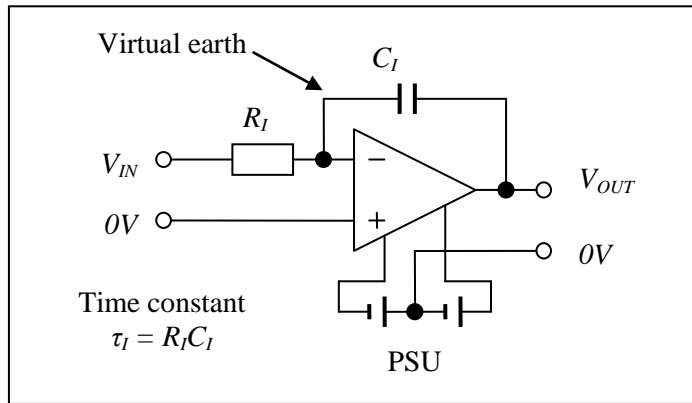 Virtual earth
C_I
R_I
V_IN
−
V_OUT
0V
+
0V
Time constant
τ_I = R_IC_I
PSU